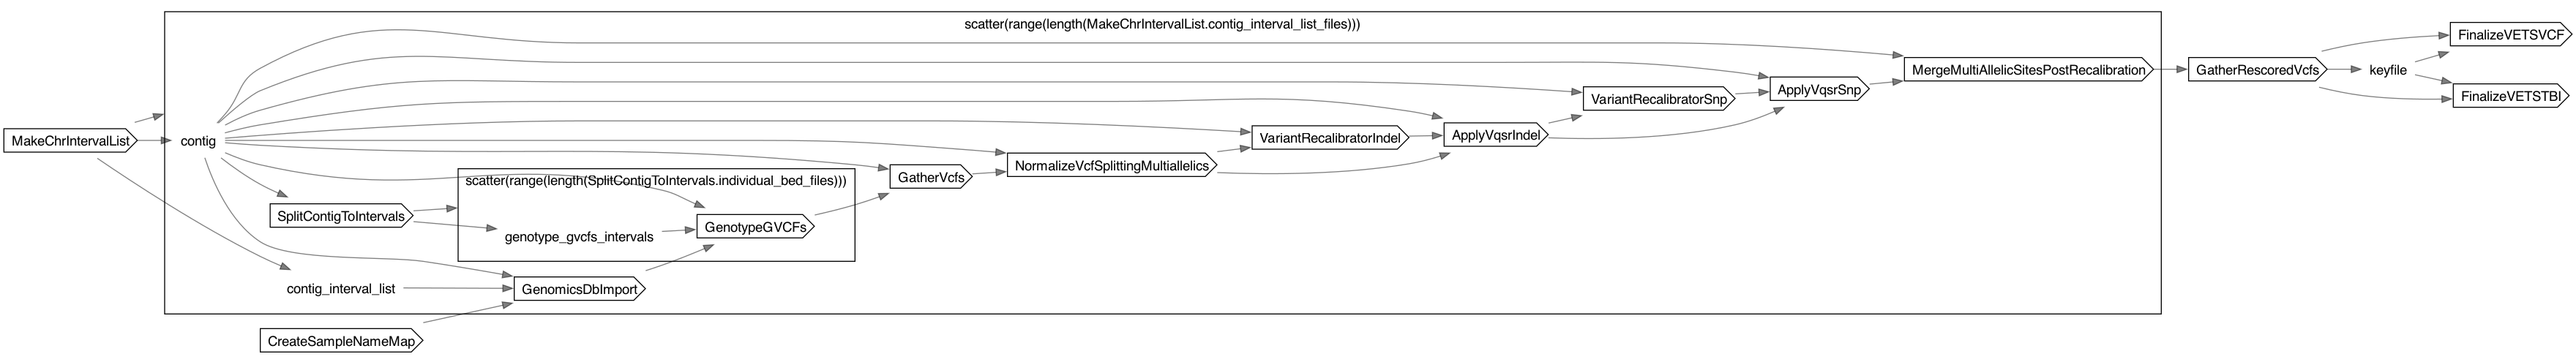 scatter(range(length(MakeChrIntervalList.contig_interval_list_files)))
FinalizeVETSVCF
MergeMultiAllelicSitesPostRecalibration
GatherRescoredVcfs
keyfile
ApplyVqsrSnp
VariantRecalibratorSnp
FinalizeVETSTBI
MakeChrIntervalList
contig
VariantRecalibratorIndel
ApplyVqsrIndel
NormalizeVcfSplittingMultiallelics
GatherVcfs
scatter(range(length(SplitContigToIntervals.individual_bed_files)))
SplitContigToIntervals
GenotypeGVCFs
genotype_gvcfs_intervals
contig_interval_list
GenomicsDbImport
CreateSampleNameMap